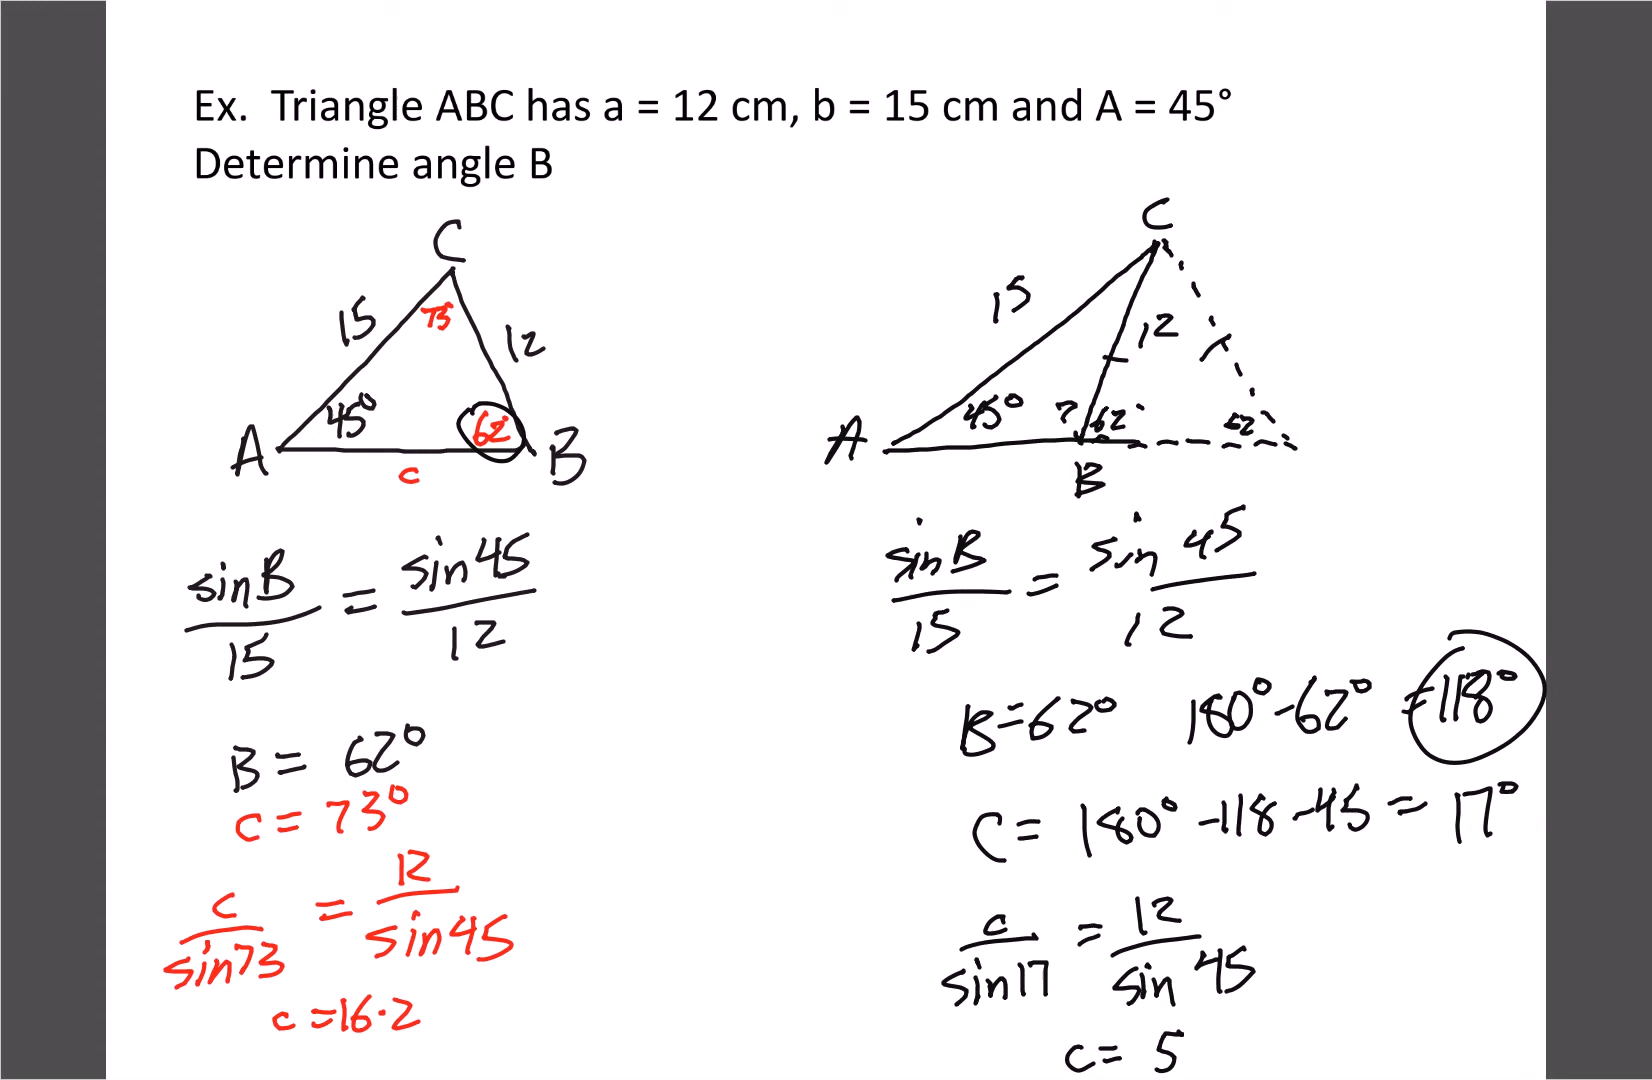 Ex. Triangle ABC has a = 12 cm, b = 15 cm and A = 45°
Determine angle B
C
15
73
12
45°
62
A
B
c
sinB/15 = sin45/12
B = 62°
C = 73°
c/sin73 = 12/sin45
c = 16.2
C
15
12
A
45°
?
62°
62°
B
sinB/15 = sin 45/12
B = 62° 180° - 62° = 118°
C = 180° - 118 - 45 = 17°
c/sin17 = 12/sin 45
c = 5